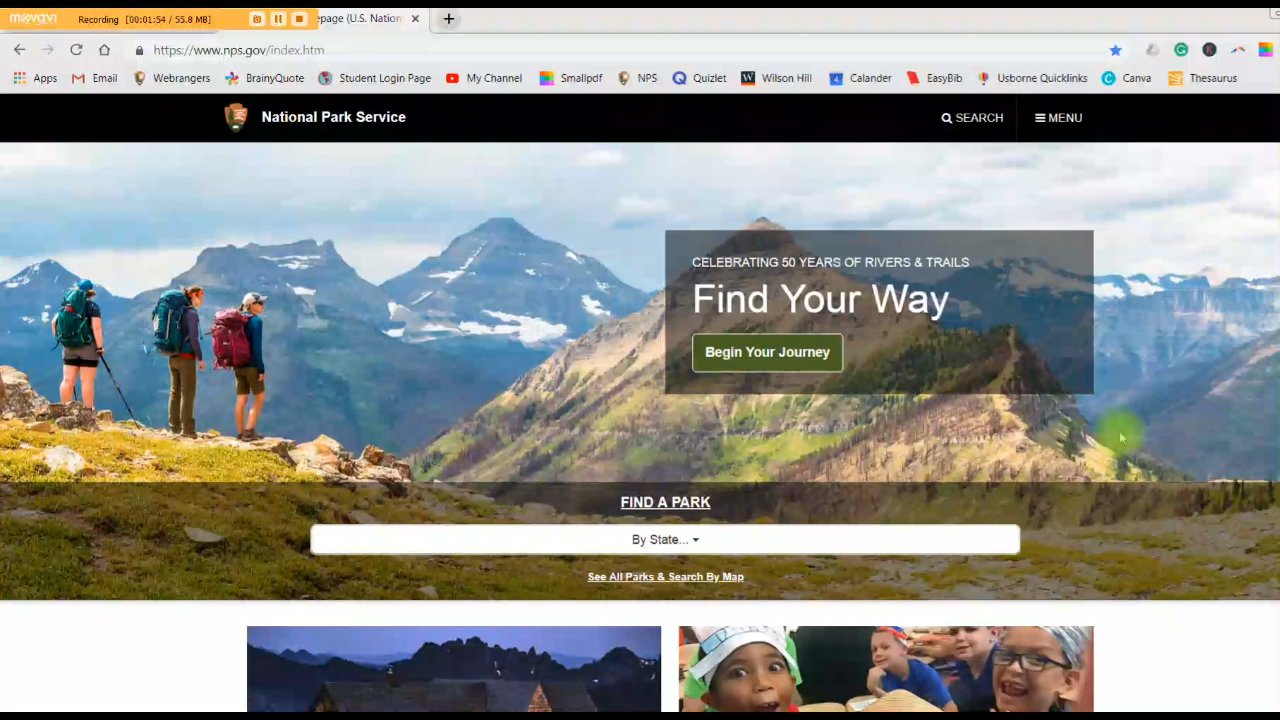 movavi Recording [00:01:54 / 55.8 MB]
epage (U.S. Nation
https://www.nps.gov/index.htm
Apps Email Webrangers BrainyQuote Student Login Page My Channel Smallpdf NPS Quizlet Wilson Hill Calander EasyBib Usborne Quicklinks Canva Thesaurus
National Park Service SEARCH MENU
CELEBRATING 50 YEARS OF RIVERS & TRAILS
Find Your Way
Begin Your Journey
FIND A PARK
By State...
See All Parks & Search By Map